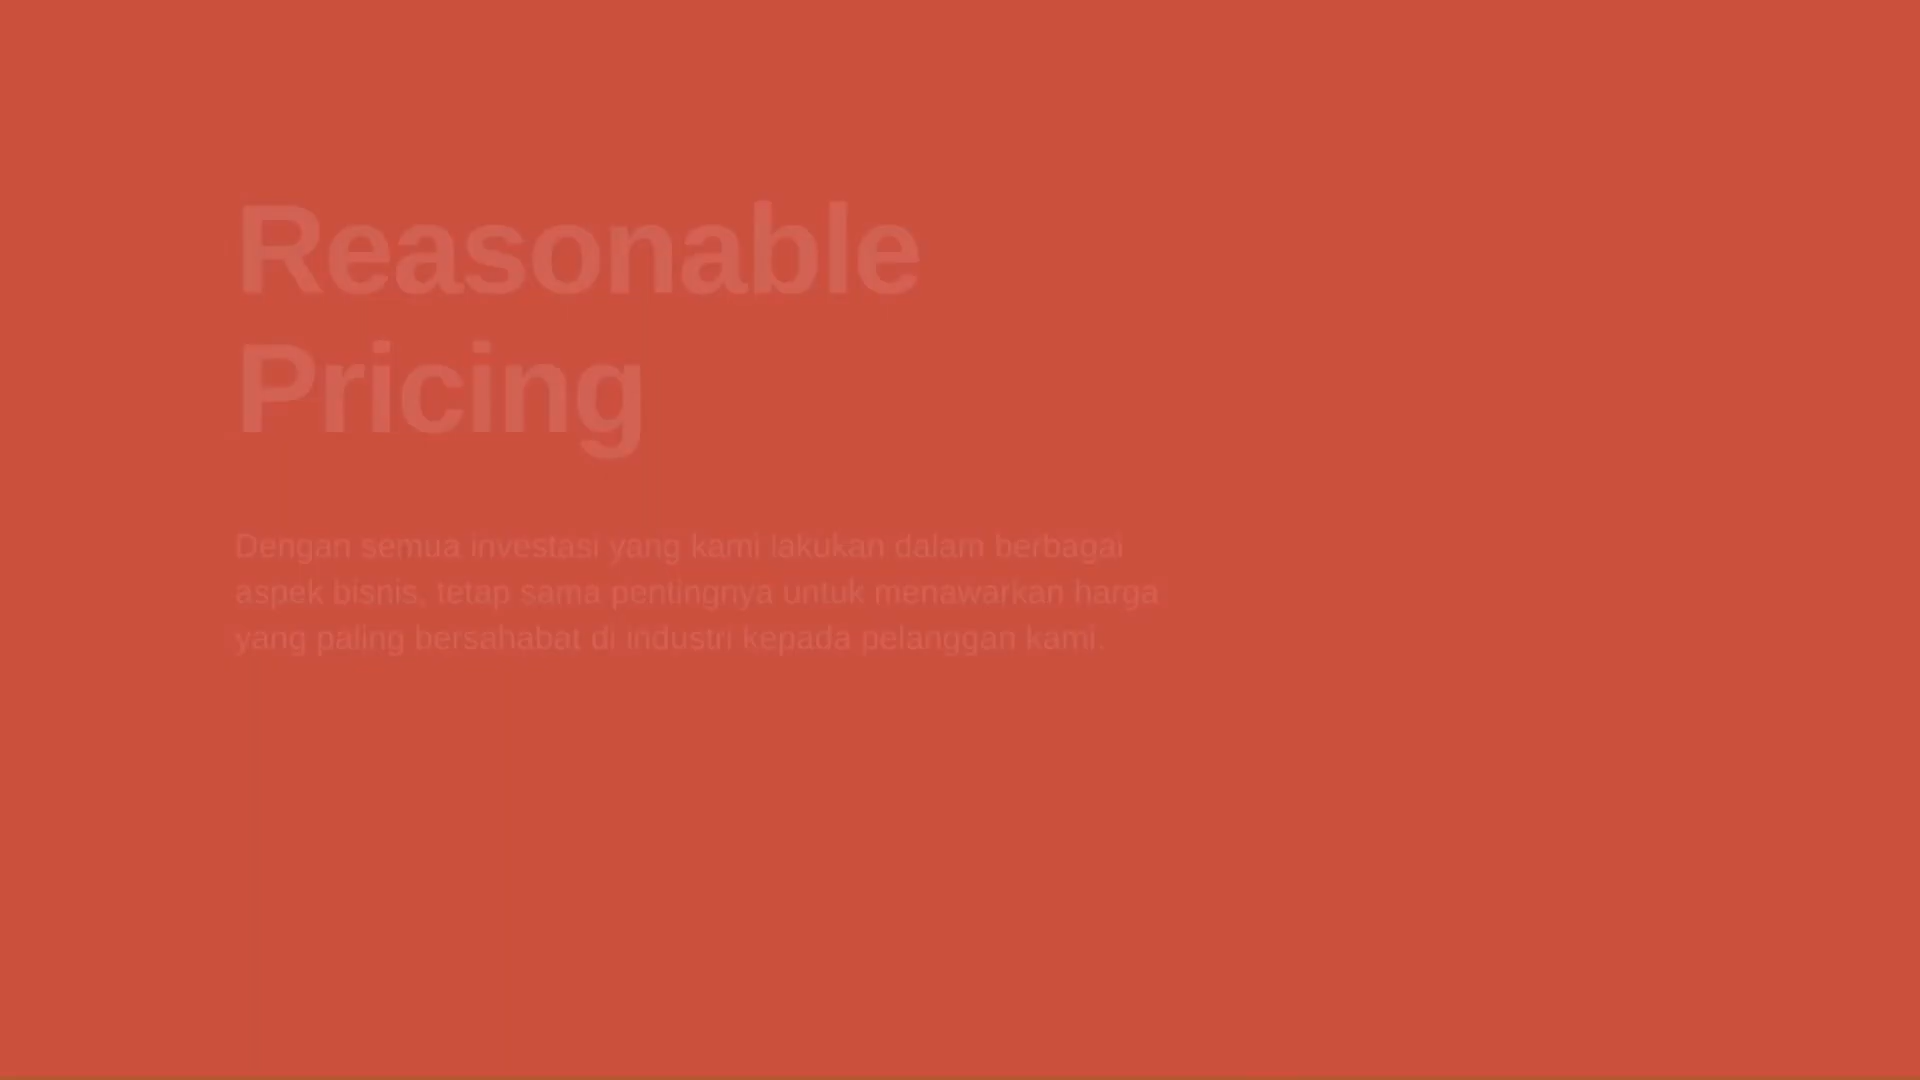 Reasonable
Pricing
Dengan semua investasi yang kami lakukan dalam berbagai
aspek bisnis, tetap sama pentingnya untuk menawarkan harga
yang paling bersahabat di industri kepada pelanggan kami.